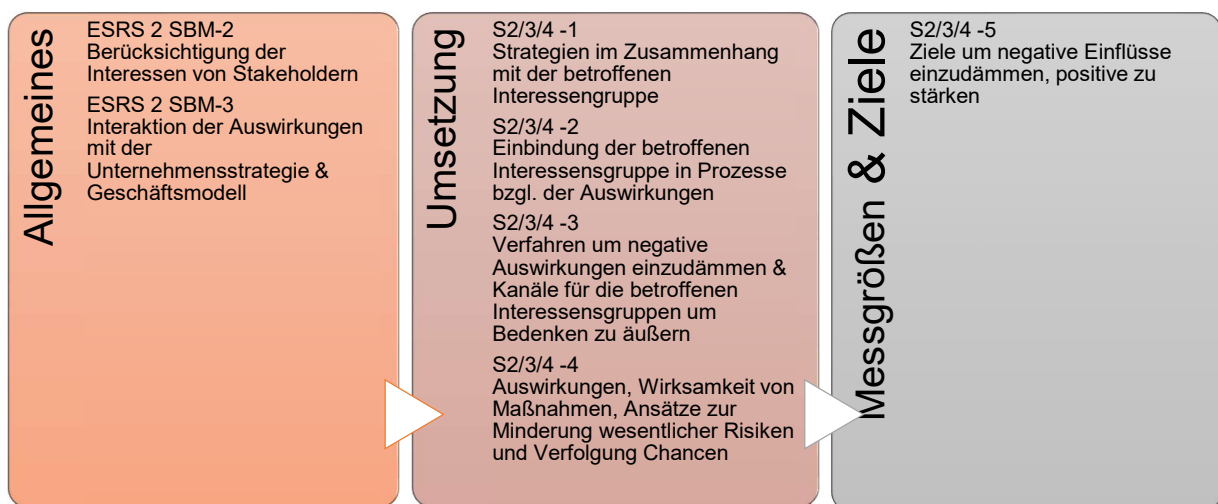 Allgemeines
ESRS 2 SBM-2
Berücksichtigung der
Interessen von Stakeholdern
ESRS 2 SBM-3
Interaktion der Auswirkungen
mit der
Unternehmensstrategie &
Geschäftsmodell
Umsetzung
S2/3/4 -1
Strategien im Zusammenhang
mit der betroffenen
Interessengruppe
S2/3/4 -2
Einbindung der betroffenen
Interessensgruppe in Prozesse
bzgl. der Auswirkungen
S2/3/4 -3
Verfahren um negative
Auswirkungen einzudämmen &
Kanäle für die betroffenen
Interessensgruppen um
Bedenken zu äußern
S2/3/4 -4
Auswirkungen, Wirksamkeit von
Maßnahmen, Ansätze zur
Minderung wesentlicher Risiken
und Verfolgung Chancen
Messgrößen & Ziele
S2/3/4 -5
Ziele um negative Einflüsse
einzudämmen, positive zu
stärken